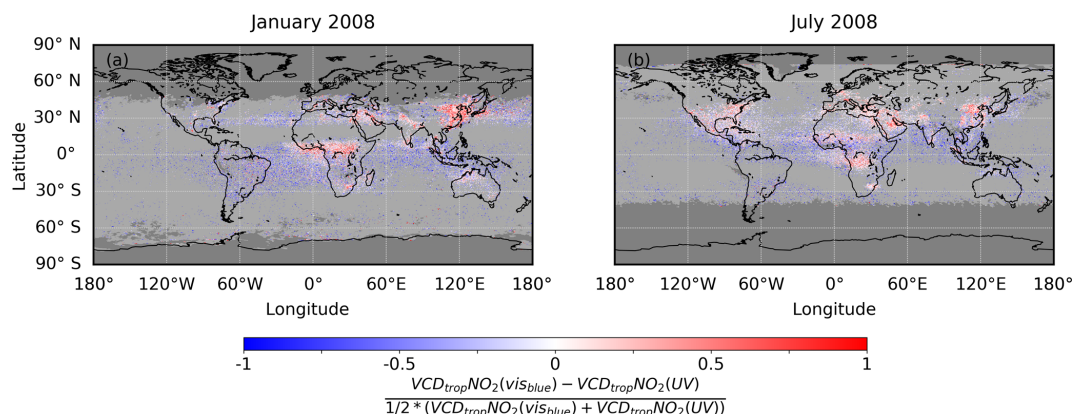 January 2008
July 2008
(a)
(b)
90° N
60° N
30° N
0°
30° S
60° S
90° S
Latitude
180° 120°W 60°W 0° 60°E 120°E 180°
180° 120°W 60°W 0° 60°E 120°E 180°
Longitude
Longitude
-1 -0.5 0 0.5 1
VCD_tropNO_2(vis_blue) − VCD_tropNO_2(UV)
1/2 * (VCD_tropNO_2(vis_blue) + VCD_tropNO_2(UV))